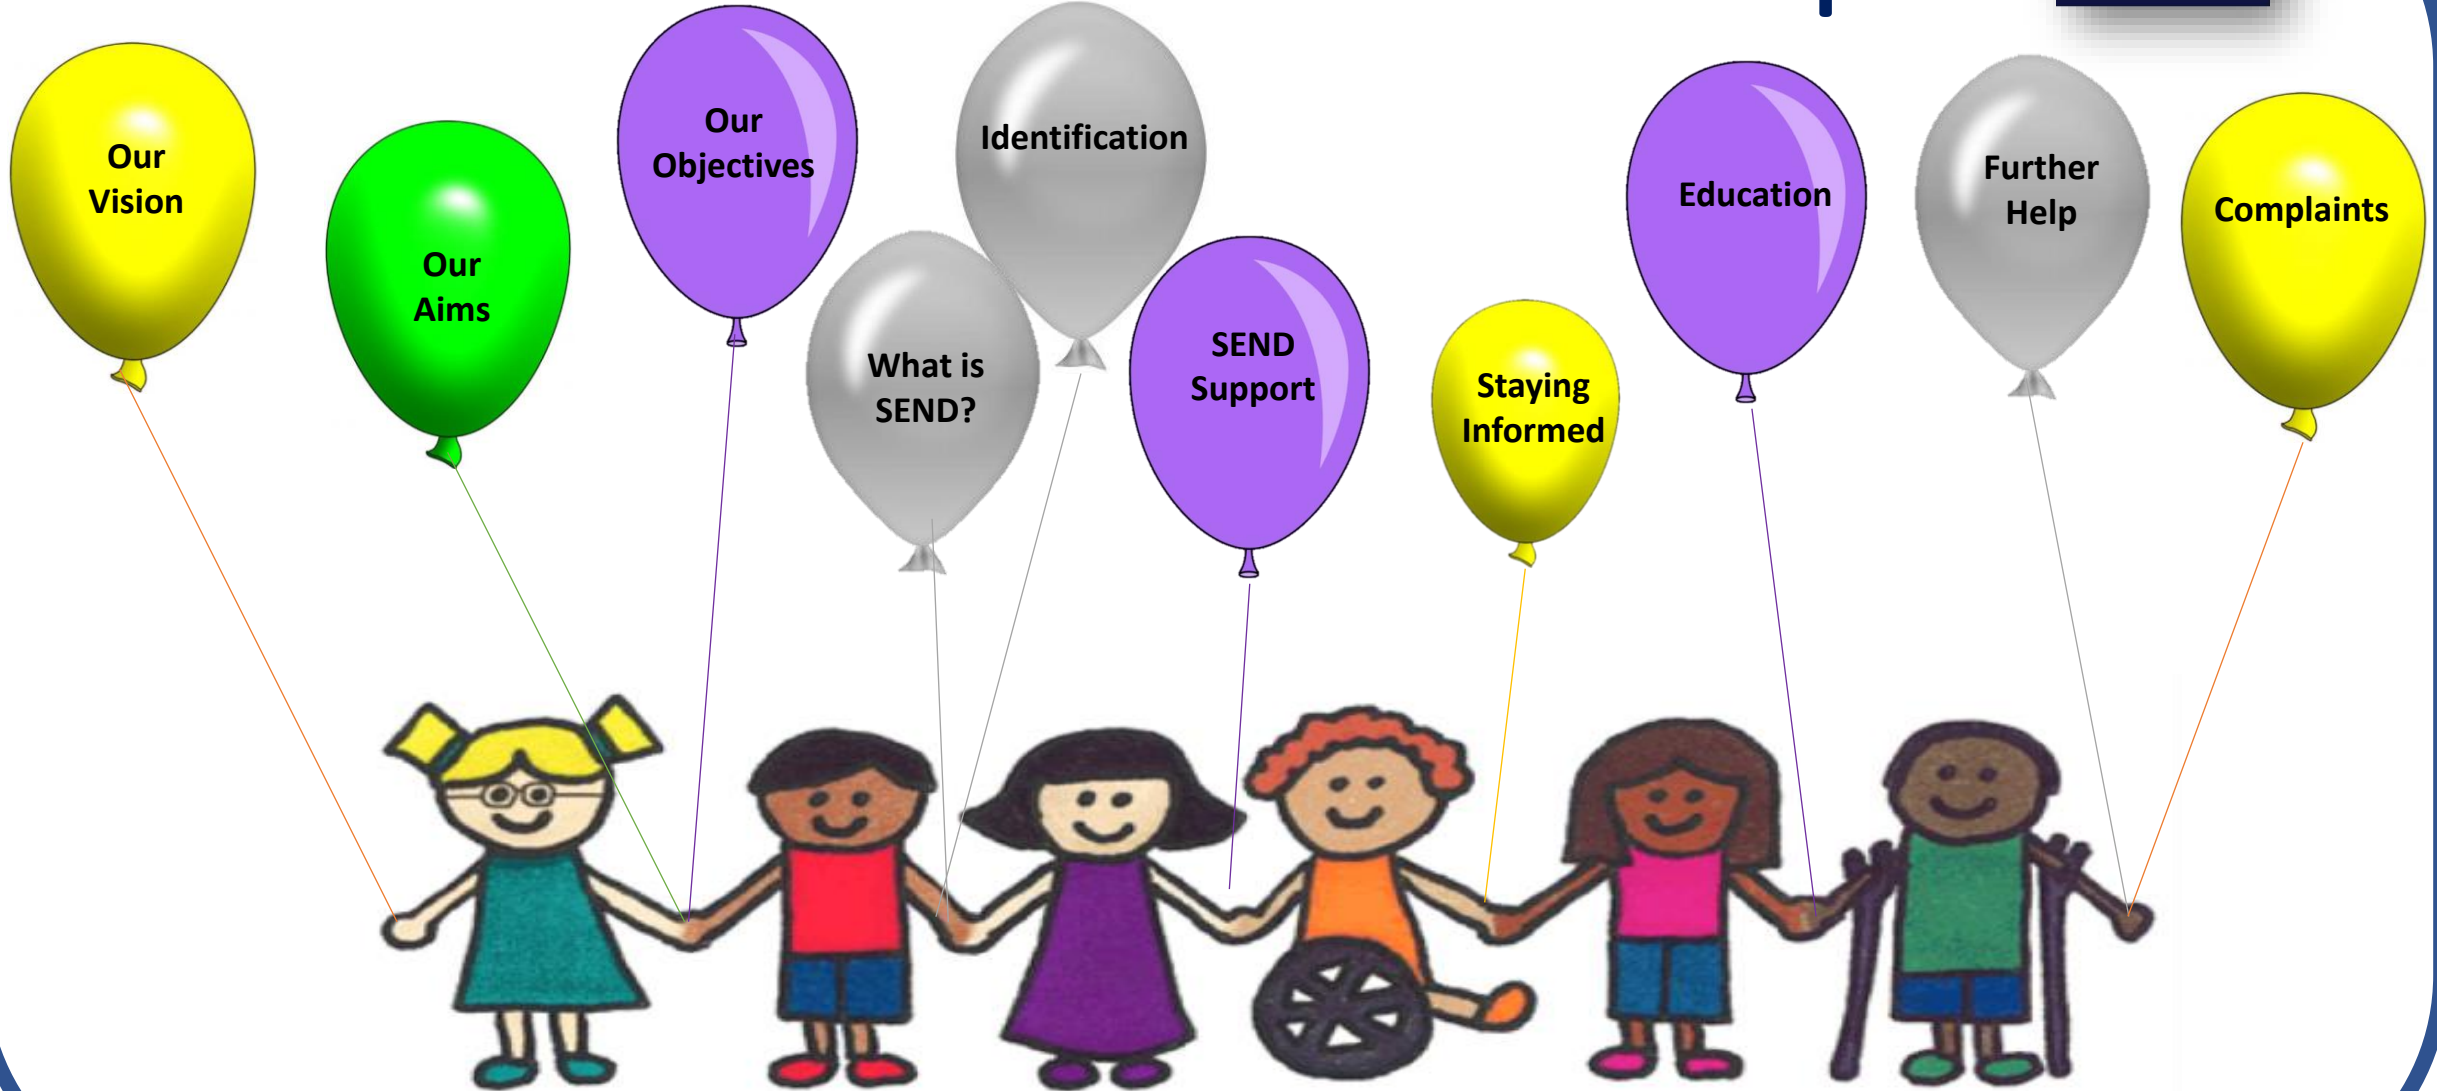 Our
Vision
Our
Aims
Our
Objectives
Identification
What is
SEND?
SEND
Support
Staying
Informed
Education
Further
Help
Complaints